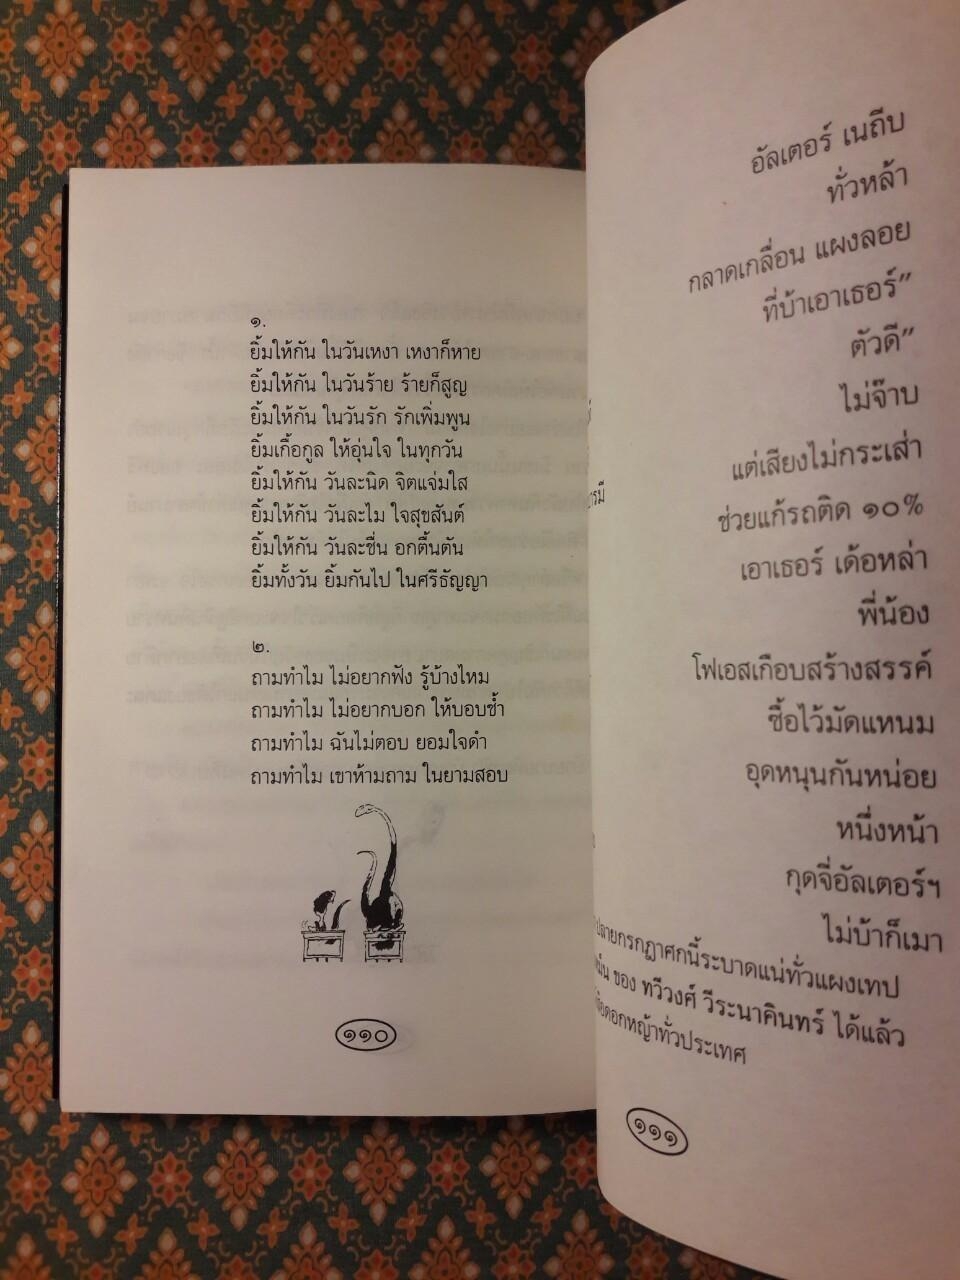 ๑.
ยิ้มให้กัน ในวันเหงา เหงาก็หาย
ยิ้มให้กัน ในวันร้าย ร้ายก็สูญ
ยิ้มให้กัน ในวันรัก รักเพิ่มพูน
ยิ้มเกื้อกูล ให้อุ่นใจ ในทุกวัน
ยิ้มให้กัน วันละนิด จิตแจ่มใส
ยิ้มให้กัน วันละไม ใจสุขสันต์
ยิ้มให้กัน วันละชื่น อกตื้นตัน
ยิ้มทั้งวัน ยิ้มกันไป ในศรีธัญญา
๒.
ถามทำไม ไม่อยากฟัง รู้บ้างไหม
ถามทำไม ไม่อยากบอก ให้บอบช้ำ
ถามทำไม ฉันไม่ตอบ ยอมใจดำ
ถามทำไม เขาห้ามถาม ในยามสอบ
๑๑๐
อัลเตอร์ เนถีบ
ทั่วหล้า
กลาดเกลื่อน แผงลอย
ที่บ้าเอาเธอร์”
ตัวดี”
ไม่จ๊าบ
แต่เสียงไม่กระเส่า
ช่วยแก้รถติด ๑๐%
เอาเธอร์ เด้อหล่า
พี่น้อง
โฟเอสเกือบสร้างสรรค์
ซื้อไว้มัดแหนม
อุดหนุนกันหน่อย
หนึ่งหน้า
กุดจี่อัลเตอร์ฯ
ไม่บ้าก็เมา
ปลายกรกฎาศกนี้ระบาดแน่ทั่วแผงเทป
ของ ทวีวงศ์ วีระนาคินทร์ ได้แล้ว
ดอกหญ้าทั่วประเทศ
๑๑๑